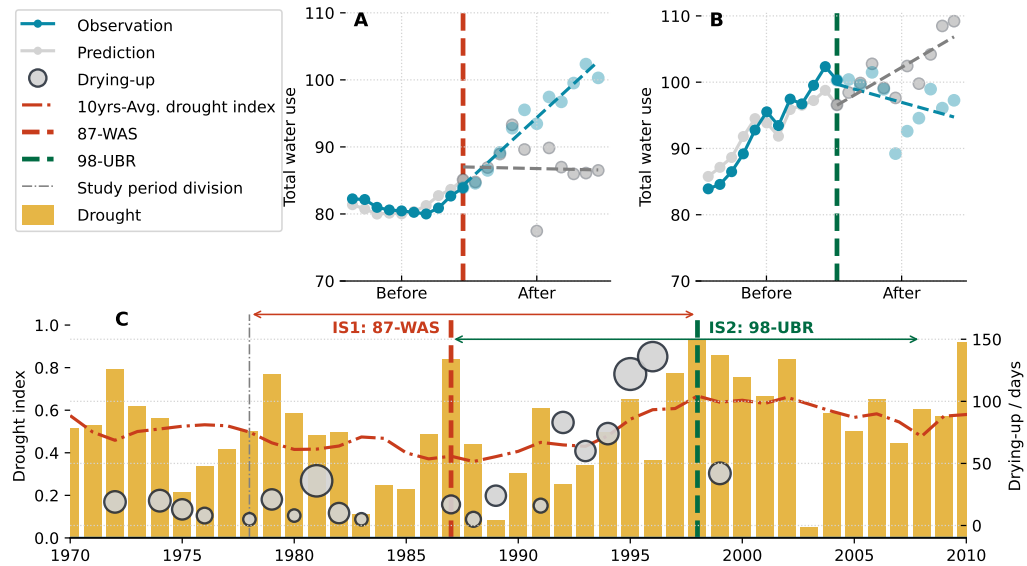 Observation
Prediction
Drying-up
10yrs-Avg. drought index
87-WAS
98-UBR
Study period division
Drought
A
110
100
90
80
70
Total water use
Before
After
B
110
100
90
80
70
Total water use
Before
After
C
IS1: 87-WAS
IS2: 98-UBR
1.0
0.8
0.6
0.4
0.2
0.0
Drought index
150
100
50
0
Drying-up / days
1970 1975 1980 1985 1990 1995 2000 2005 2010